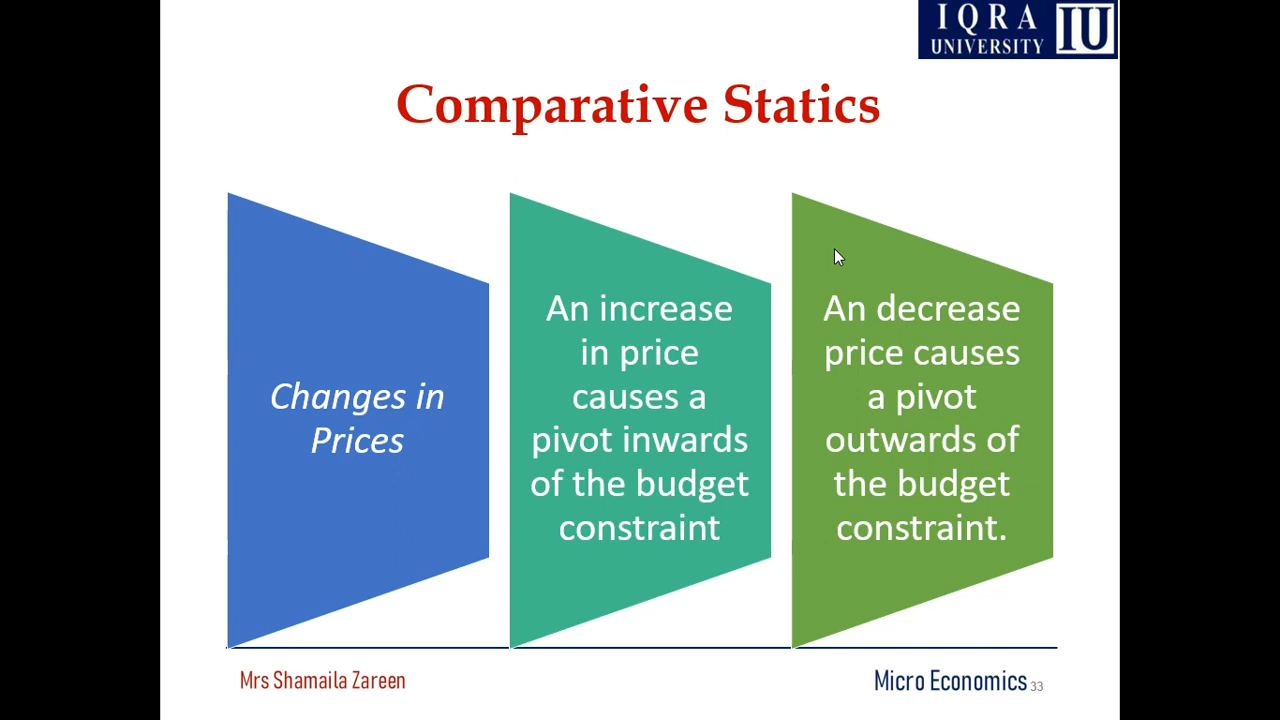 IQRA
UNIVERSITY IU
Comparative Statics
Changes in
Prices
An increase
in price
causes a
pivot inwards
of the budget
constraint
An decrease
price causes
a pivot
outwards of
the budget
constraint.
Mrs Shamaila Zareen
Micro Economics 33